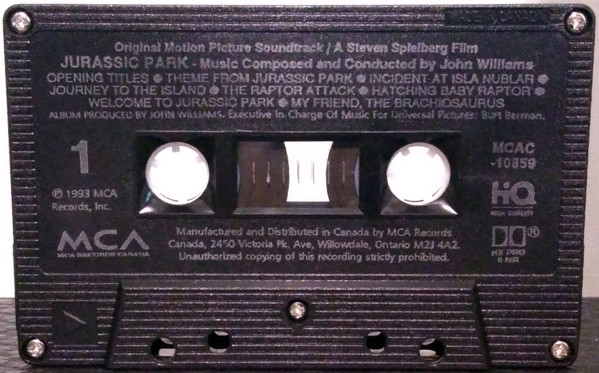 MADE IN CANADA
Original Motion Picture Soundtrack / A Steven Spielberg Film
JURASSIC PARK - Music Composed and Conducted by John Williams
OPENING TITLES ● THEME FROM JURASSIC PARK ● INCIDENT AT ISLA NUBLAR ●
JOURNEY TO THE ISLAND ● THE RAPTOR ATTACK ● HATCHING BABY RAPTOR ●
WELCOME TO JURASSIC PARK ● MY FRIEND, THE BRACHIOSAURUS
ALBUM PRODUCED BY JOHN WILLIAMS. Executive In Charge Of Music For Universal Pictures: Burt Berman.
1
MCAC
-10859
℗ 1993 MCA
Records, Inc.
HQ
HIGH QUALITY
MCA
MCA RECORDS CANADA
Manufactured and Distributed in Canada by MCA Records
Canada, 2450 Victoria Pk. Ave, Willowdale, Ontario M2J 4A2.
Unauthorized copying of this recording strictly prohibited.
®
HX PRO
B NR